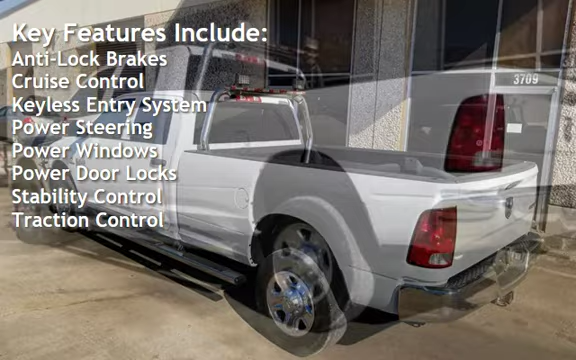 Key Features Include:
Anti-Lock Brakes
Cruise Control
Keyless Entry System
Power Steering
Power Windows
Power Door Locks
Stability Control
Traction Control
3709